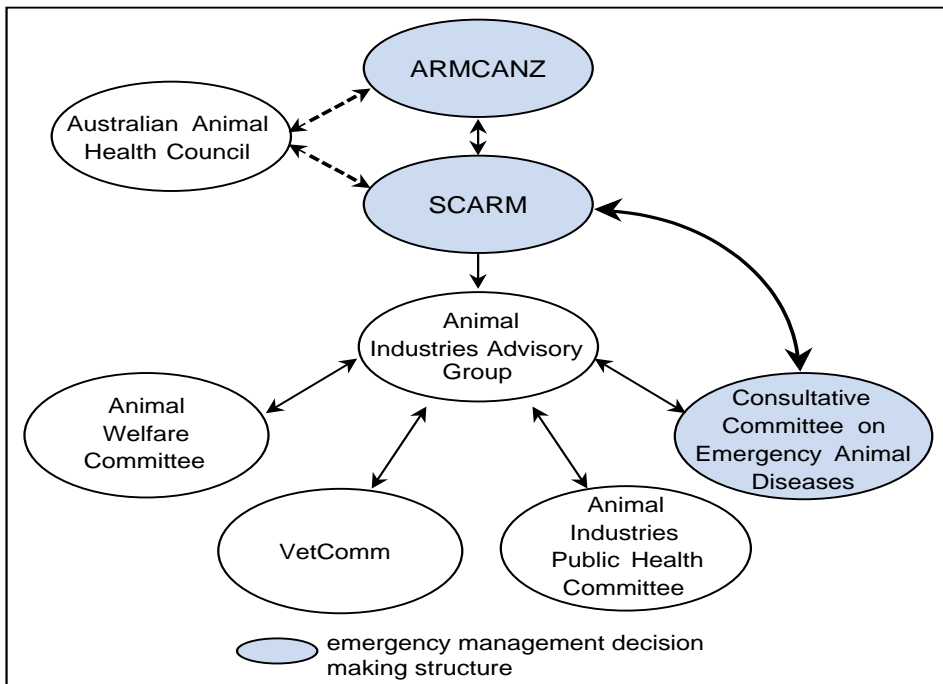 ARMCANZ
Australian Animal
Health Council
SCARM
Animal
Industries Advisory
Group
Animal
Welfare
Committee
Consultative
Committee on
Emergency Animal
Diseases
VetComm
Animal
Industries
Public Health
Committee
emergency management decision
making structure